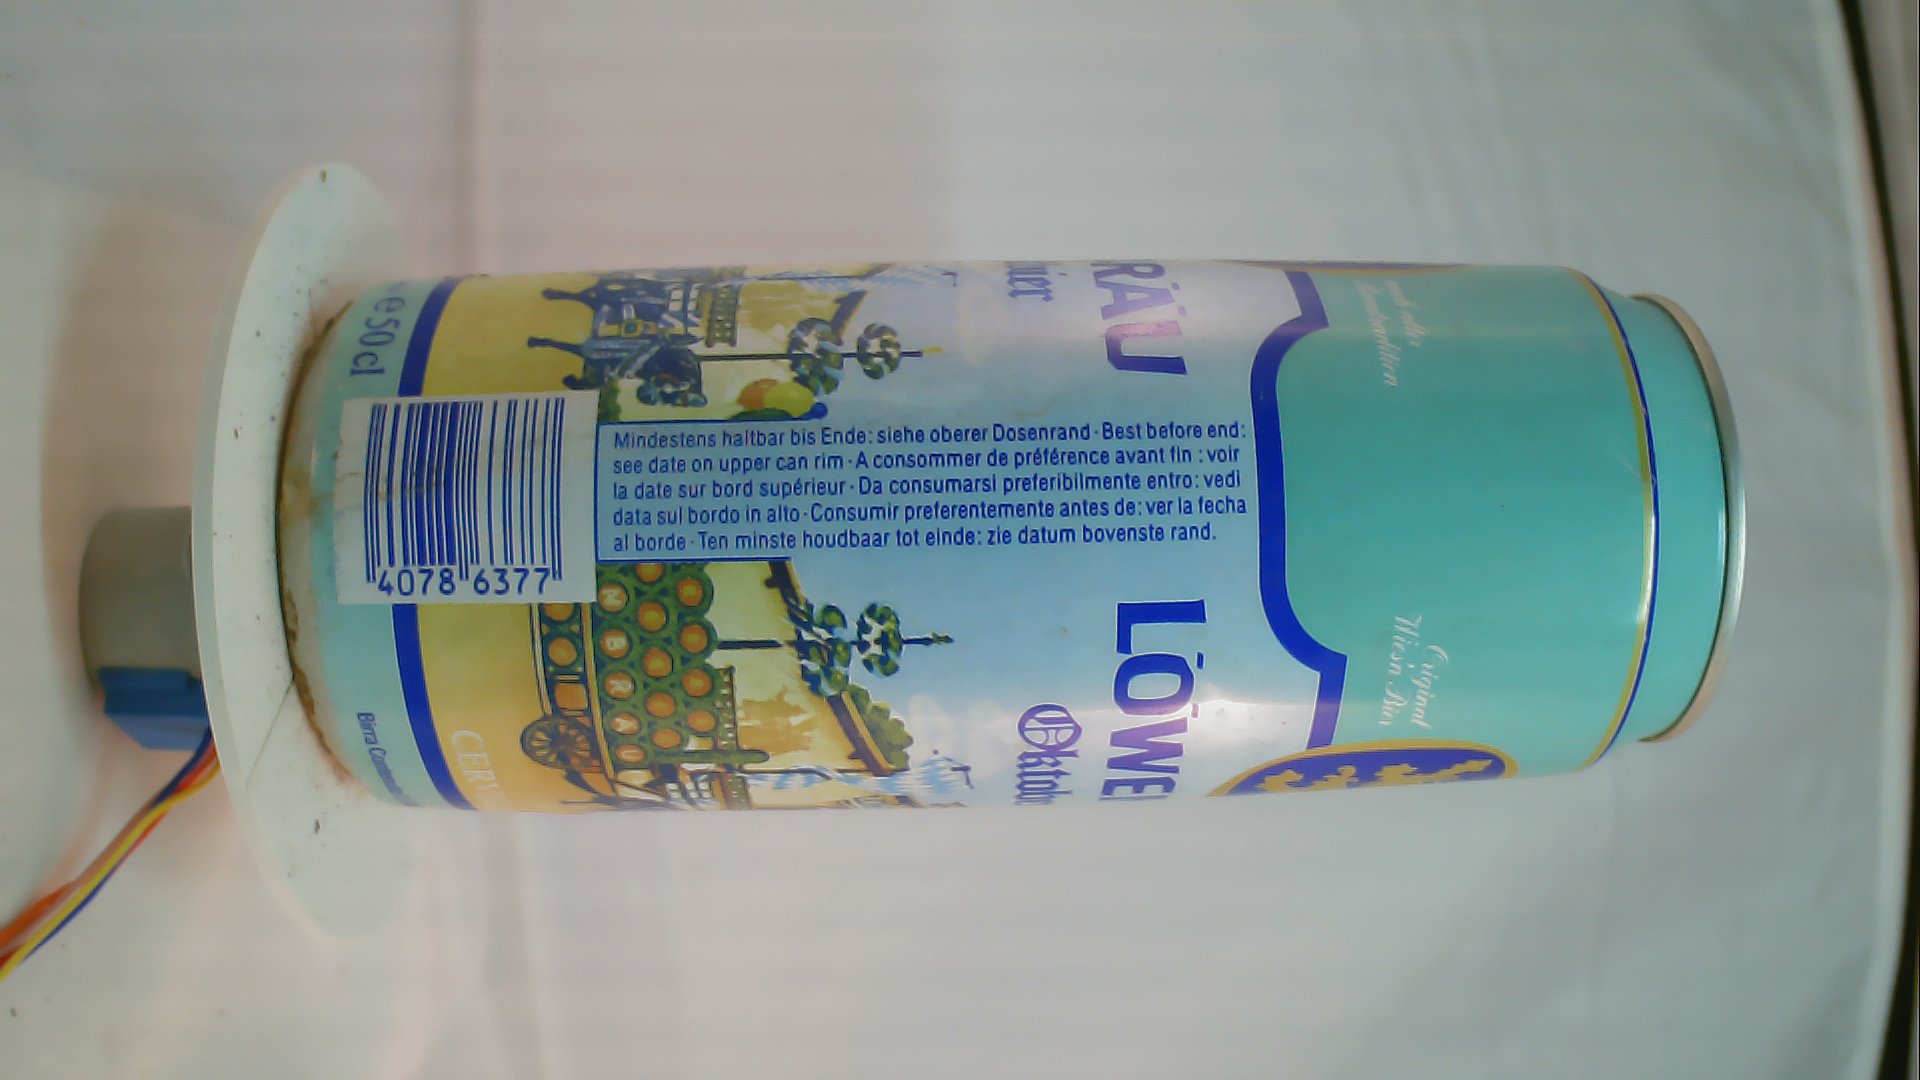 Mindestens haltbar bis Ende: siehe oberer Dosenrand · Best before end:
see date on upper can rim · A consommer de préférence avant fin : voir
la date sur bord supérieur · Da consumarsi preferibilmente entro: vedi
data sul bordo in alto · Consumir preferentemente antes de: ver la fecha
al borde · Ten minste houdbaar tot einde: zie datum bovenste rand.
4078 6377
e 50 cl
RÄU
LÖWE
Original
Wiesn Bier
Birra